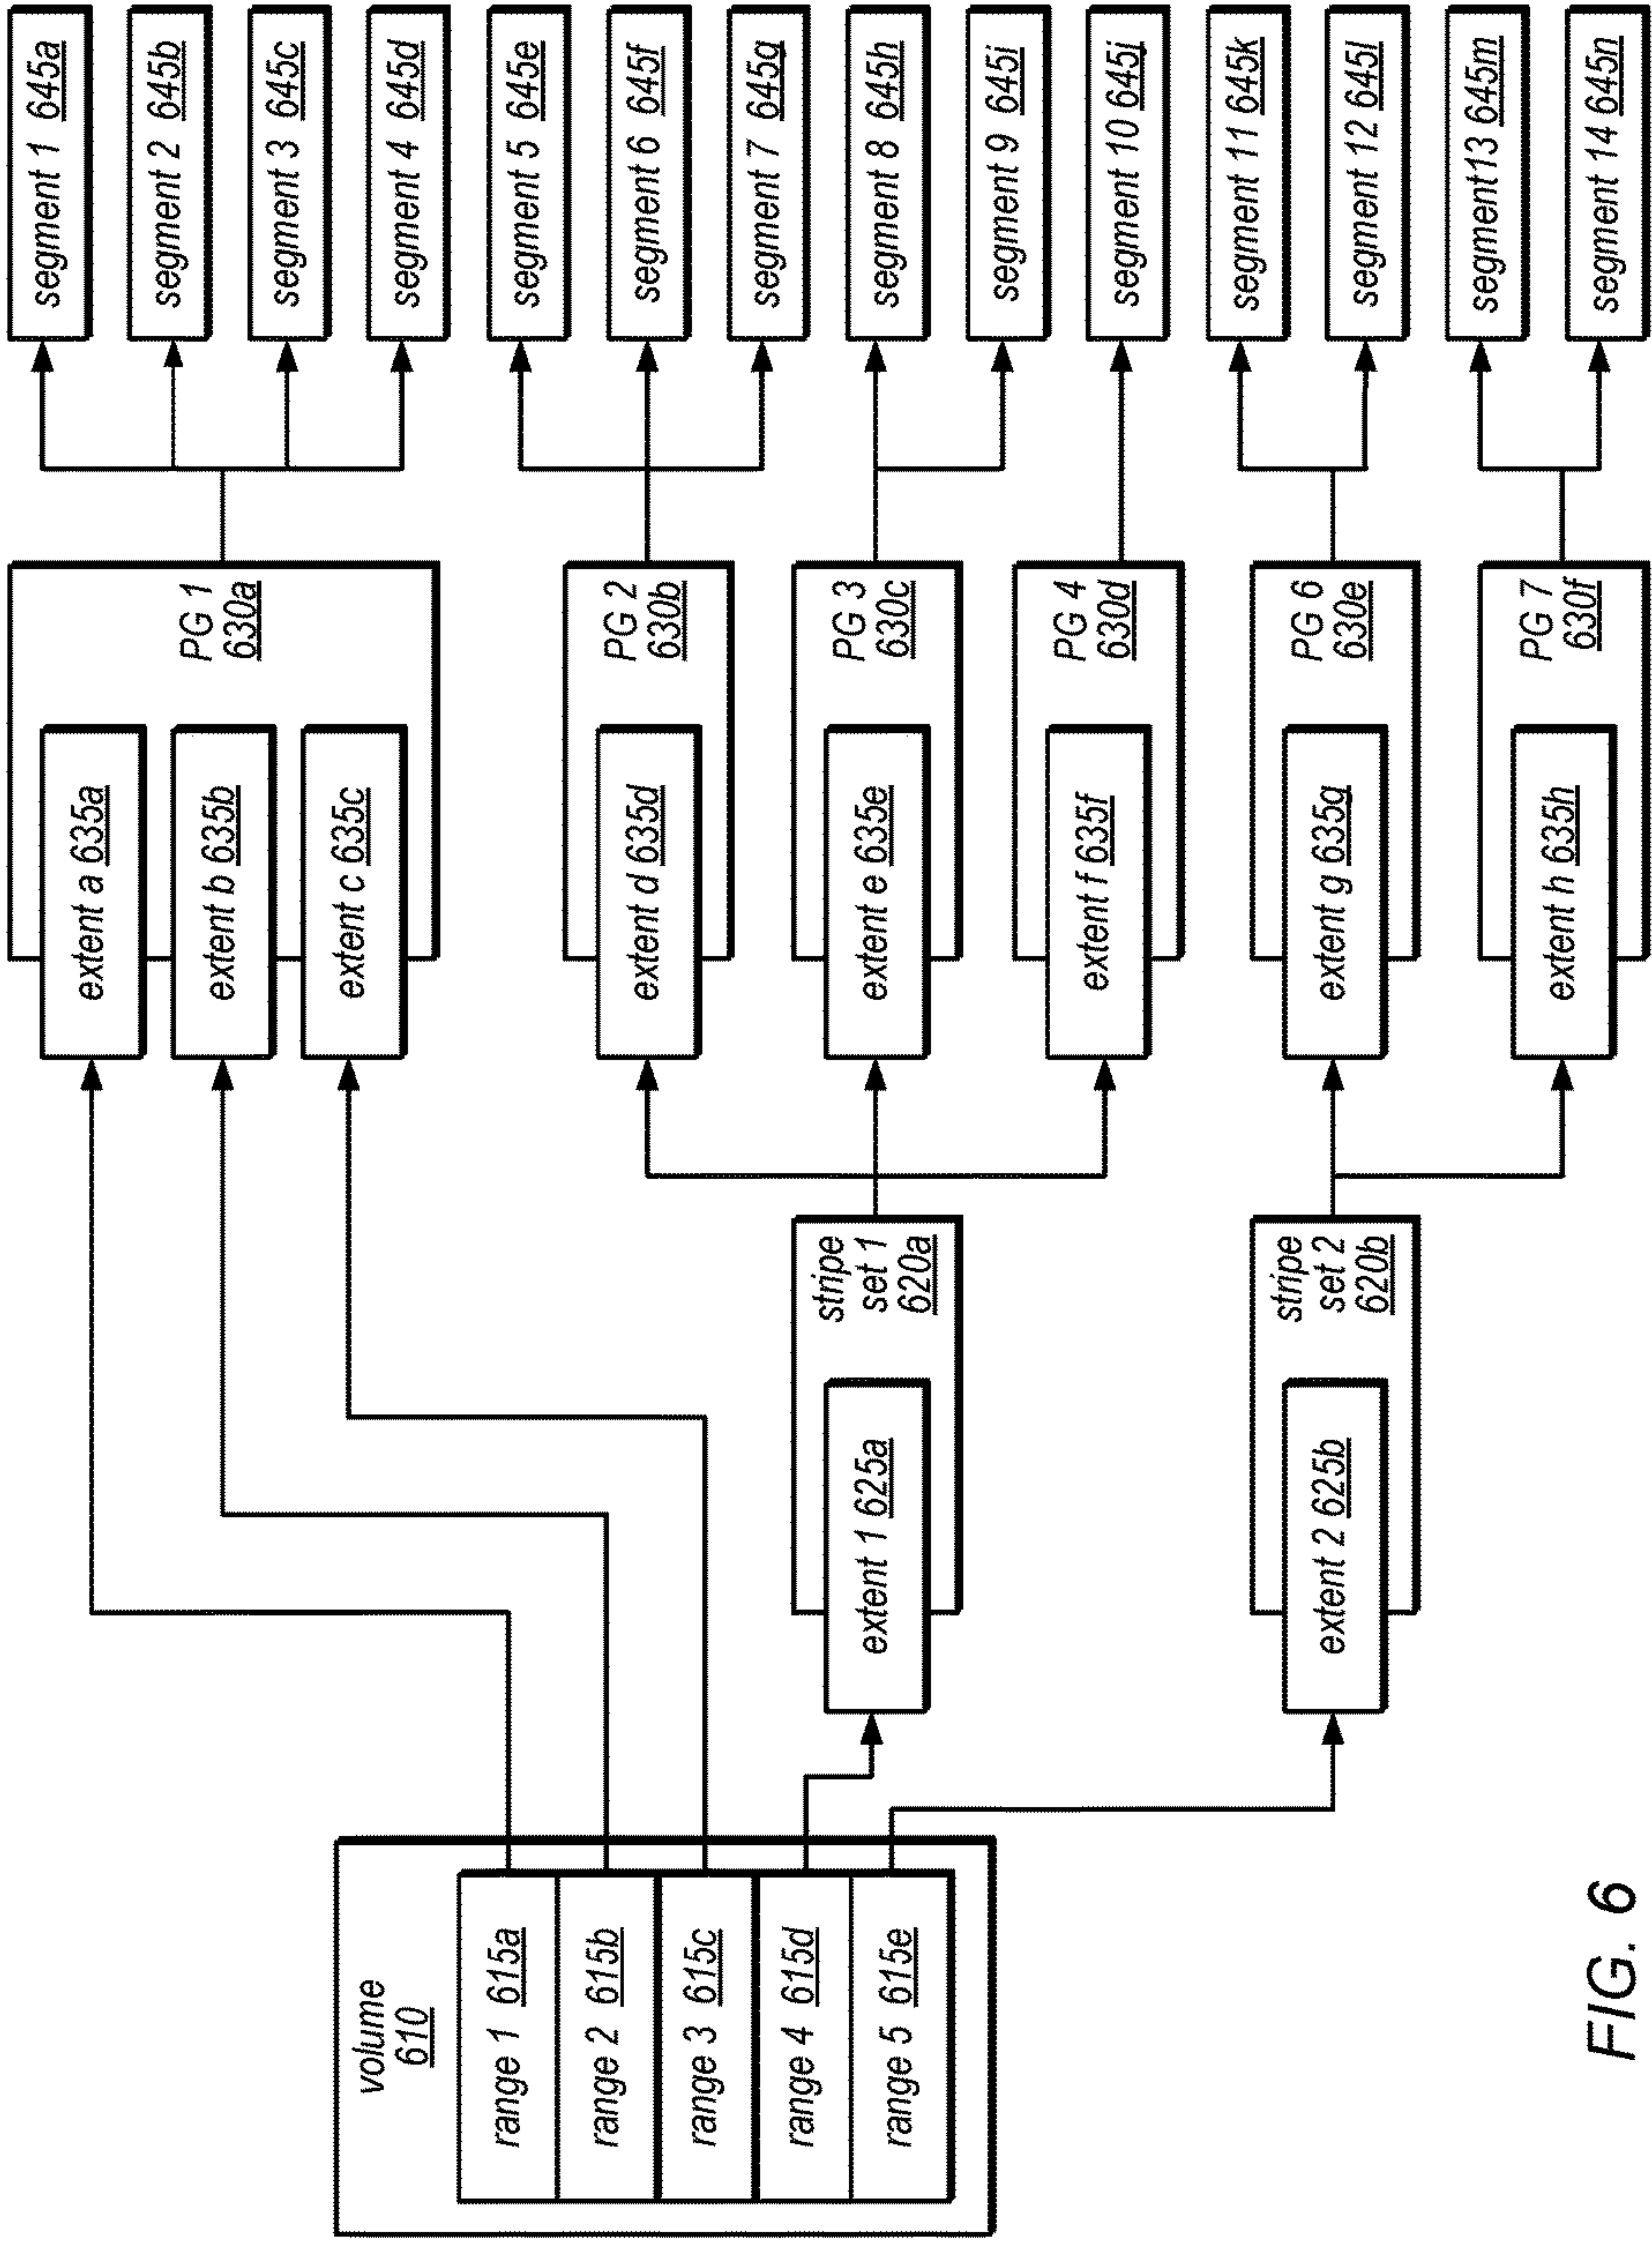 volume
610
range 1 615a
range 2 615b
range 3 615c
range 4 615d
range 5 615e
extent 1 625a
stripe
set 1
620a
extent 2 625b
stripe
set 2
620b
extent a 635a
extent b 635b
extent c 635c
PG 1
630a
extent d 635d
PG 2
630b
extent e 635e
PG 3
630c
extent f 635f
PG 4
630d
extent g 635g
PG 6
630e
extent h 635h
PG 7
630f
segment 1 645a
segment 2 645b
segment 3 645c
segment 4 645d
segment 5 645e
segment 6 645f
segment 7 645g
segment 8 645h
segment 9 645i
segment 10 645j
segment 11 645k
segment 12 645l
segment13 645m
segment 14 645n
FIG. 6